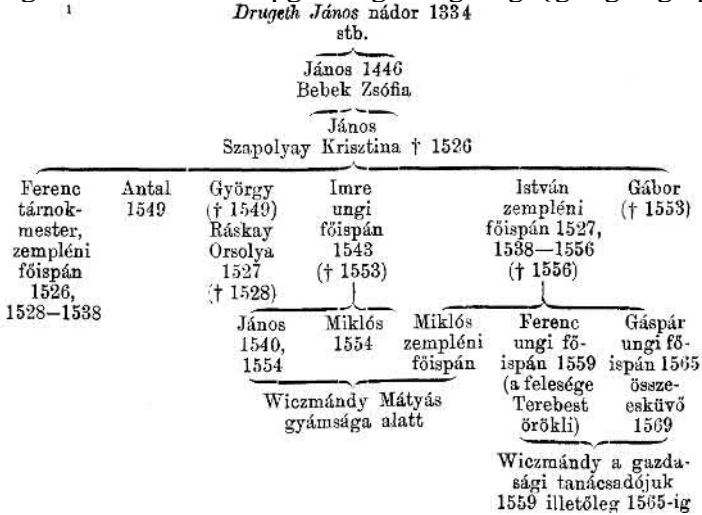 1
Drugeth János nádor 1334
stb.
János 1446
Bebek Zsófia
János
Szapolyay Krisztina † 1526
Ferenc
tárnok-
mester,
zempléni
főispán
1526,
1528—1538
Antal
1549
György
(† 1549)
Ráskay
Orsolya
1527
(† 1528)
Imre
ungi
főispán
1543
(† 1553)
István
zempléni
főispán 1527,
1538—1556
(† 1556)
Gábor
(† 1553)
János
1540,
1554
Miklós
1554
Miklós
zempléni
főispán
Ferenc
ungi fő-
ispán 1559
(a felesége
Terebest
örökli)
Gáspár
ungi fő-
ispán 1565
össze-
esküvő
1569
Wiczmándy Mátyás
gyámsága alatt
Wiczmándy a gazda-
sági tanácsadójuk
1559 illetőleg 1565-ig